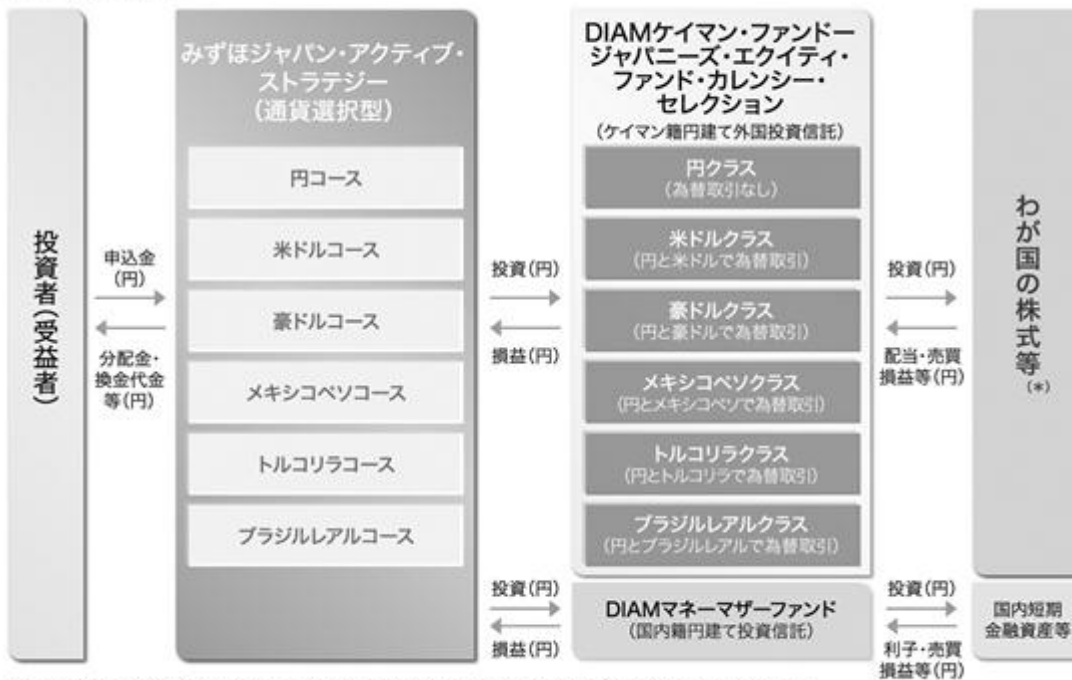 投資者(受益者)
申込金
(円)
分配金・
換金代金
等(円)
みずほジャパン・アクティブ・
ストラテジー
(通貨選択型)
円コース
米ドルコース
豪ドルコース
メキシコペソコース
トルコリラコース
ブラジルレアルコース
投資(円)
損益(円)
投資(円)
損益(円)
DIAMケイマン・ファンドー
ジャパニーズ・エクイティ・
ファンド・カレンシー・
セレクション
(ケイマン籍円建て外国投資信託)
円クラス
(為替取引なし)
米ドルクラス
(円と米ドルで為替取引)
豪ドルクラス
(円と豪ドルで為替取引)
メキシコペソクラス
(円とメキシコペソで為替取引)
トルコリラクラス
(円とトルコリラで為替取引)
ブラジルレアルクラス
(円とブラジルレアルで為替取引)
DIAMマネーマザーファンド
(国内籍円建て投資信託)
投資(円)
配当・売買
損益等(円)
投資(円)
利子・売買
損益等(円)
わが国の株式等
(*)
国内短期
金融資産等